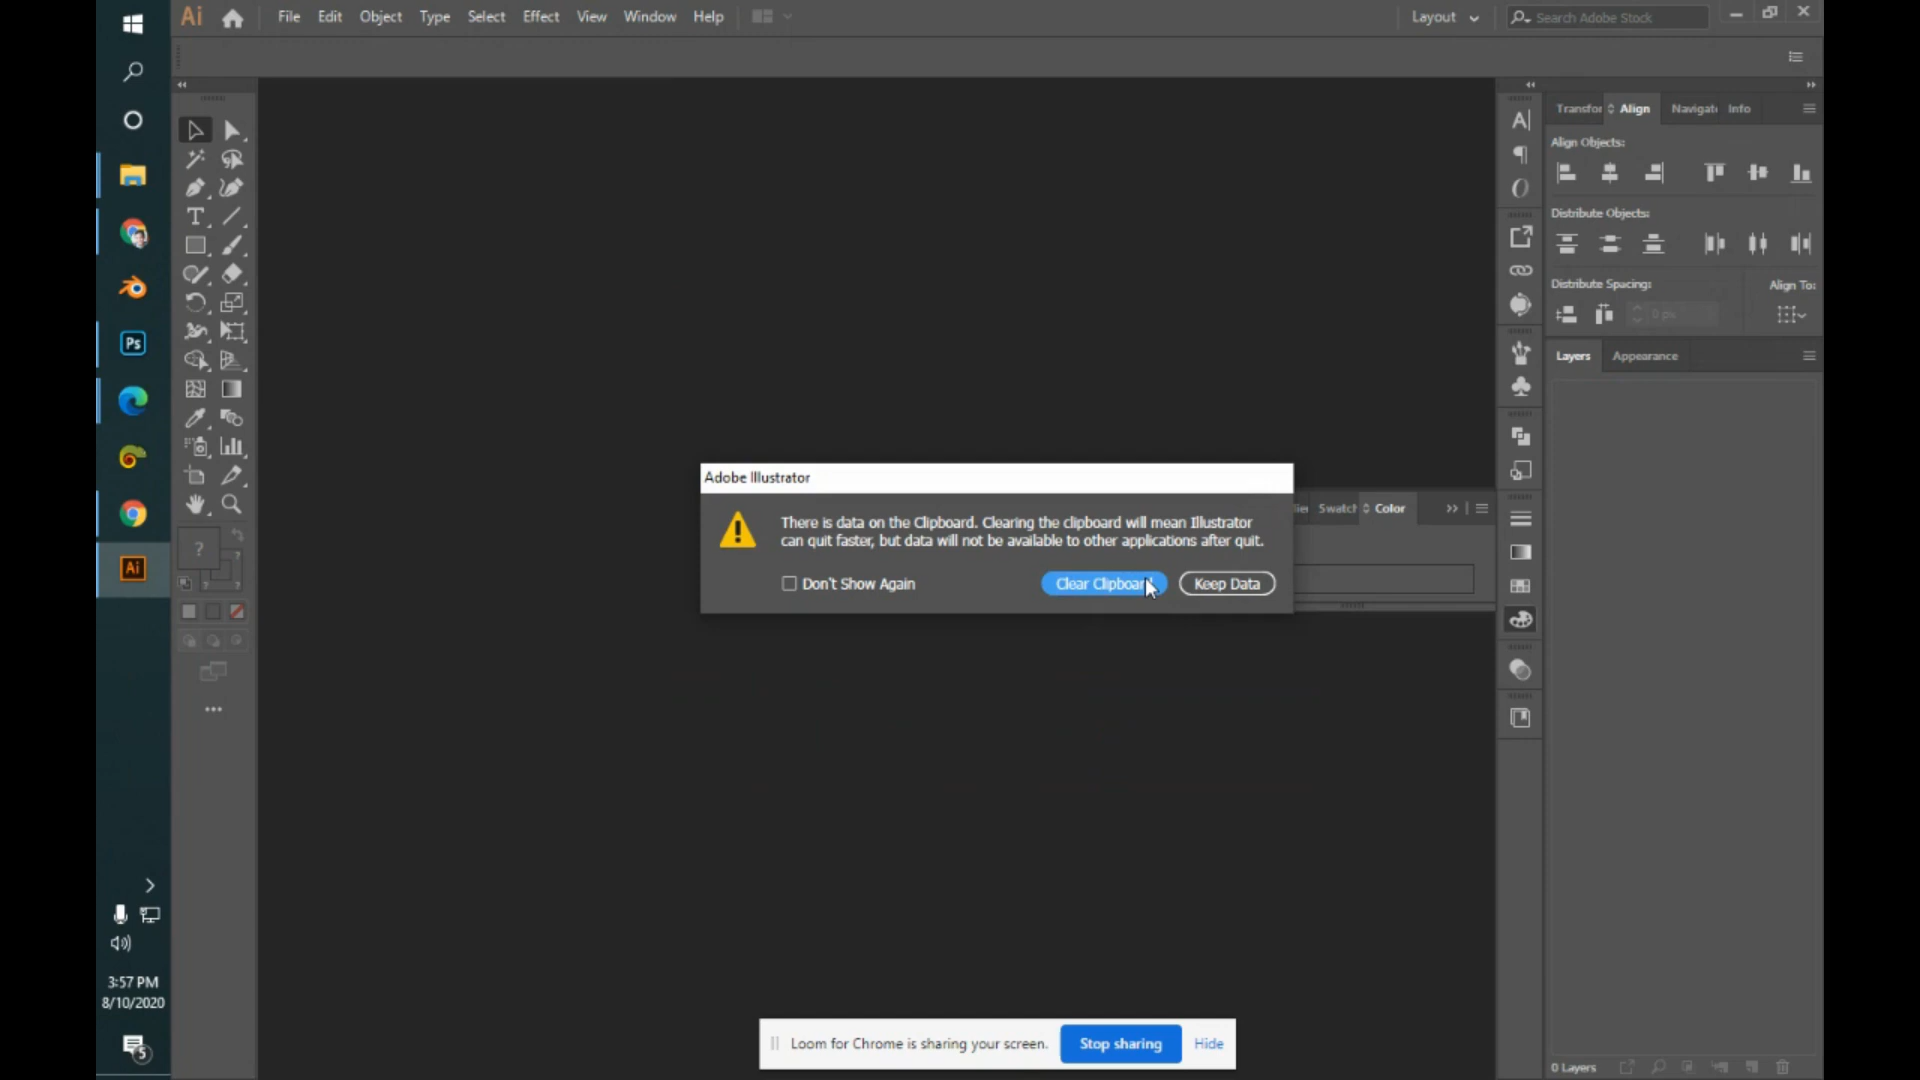 Ai File Edit Object Type Select Effect View Window Help Layout Search Adobe Stock
Align Navigat Info
Align Objects:
Distribute Objects:
Distribute Spacing: Align To:
0 px
Layers Appearance
Adobe Illustrator
There is data on the Clipboard. Clearing the clipboard will mean Illustrator
can quit faster, but data will not be available to other applications after quit.
Don't Show Again Clear Clipboard Keep Data
Swatch Color
Ps
Ai
3:57 PM
8/10/2020
5
Loom for Chrome is sharing your screen. Stop sharing Hide
0 Layers